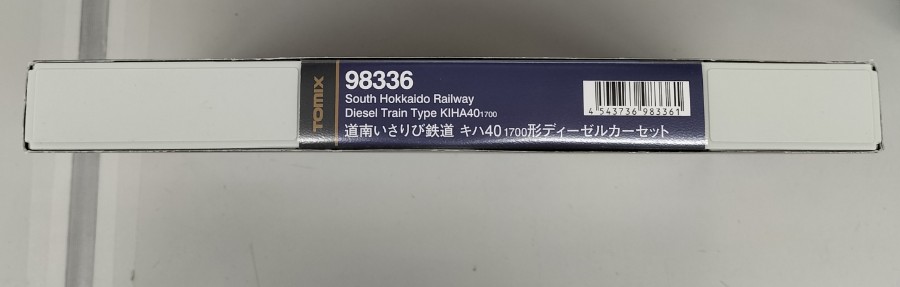 TOMIX
98336
South Hokkaido Railway
Diesel Train Type KIHA40 1700
道南いさりび鉄道 キハ40 1700形ディーゼルカーセット
4 543736 983361